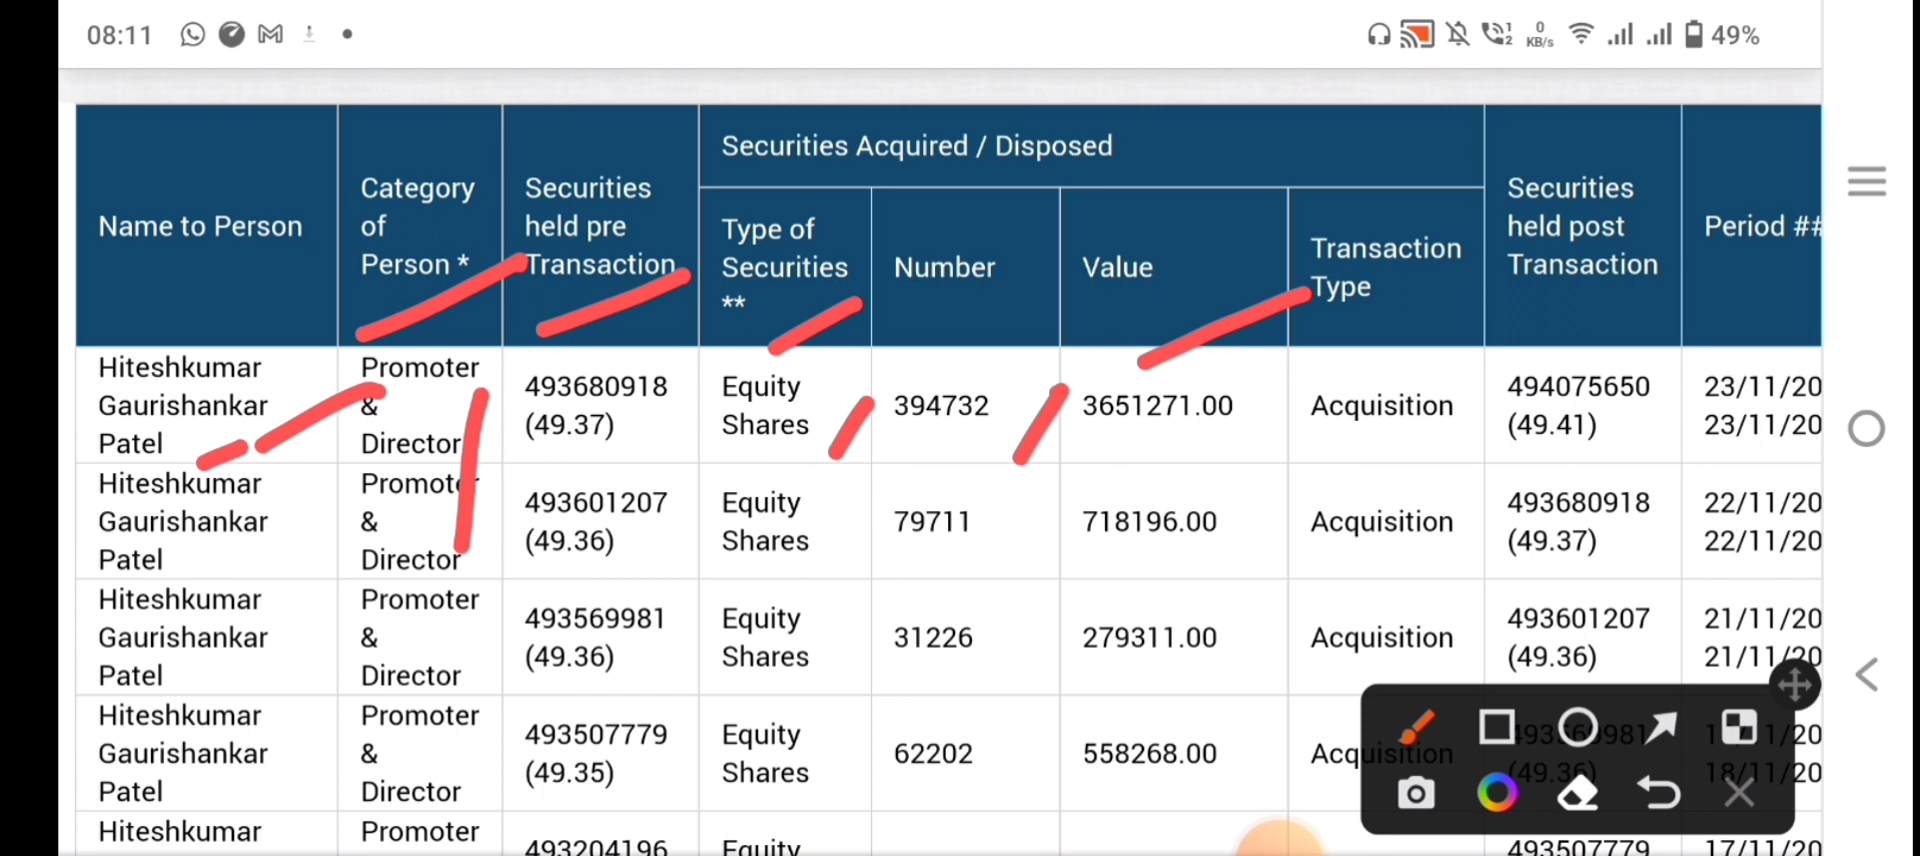 08:11
0 KB/s
49%
Securities Acquired / Disposed
Name to Person
Category of Person *
Securities held pre Transaction
Type of Securities **
Number
Value
Transaction Type
Securities held post Transaction
Period ##
Hiteshkumar Gaurishankar Patel
Promoter & Director
493680918 (49.37)
Equity Shares
394732
3651271.00
Acquisition
494075650 (49.41)
23/11/20
23/11/20
Hiteshkumar Gaurishankar Patel
Promoter & Director
493601207 (49.36)
Equity Shares
79711
718196.00
Acquisition
493680918 (49.37)
22/11/20
22/11/20
Hiteshkumar Gaurishankar Patel
Promoter & Director
493569981 (49.36)
Equity Shares
31226
279311.00
Acquisition
493601207 (49.36)
21/11/20
21/11/20
Hiteshkumar Gaurishankar Patel
Promoter & Director
493507779 (49.35)
Equity Shares
62202
558268.00
Acquisition
493569981 (49.36)
18/11/20
Hiteshkumar
Promoter
493204196
Equity
493507779
17/11/20